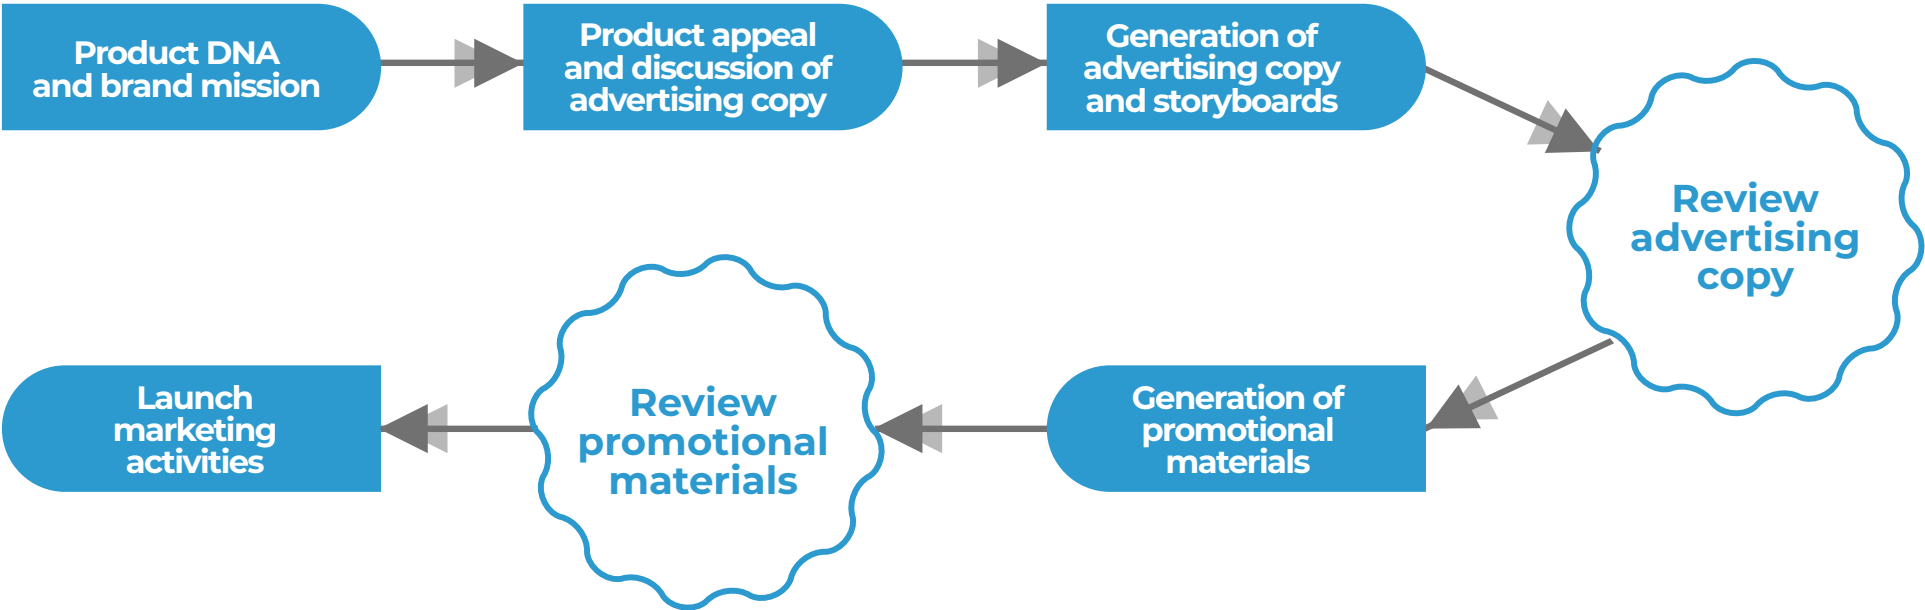 Product DNA
and brand mission
Product appeal
and discussion of
advertising copy
Generation of
advertising copy
and storyboards
Review
advertising
copy
Generation of
promotional
materials
Review
promotional
materials
Launch
marketing
activities